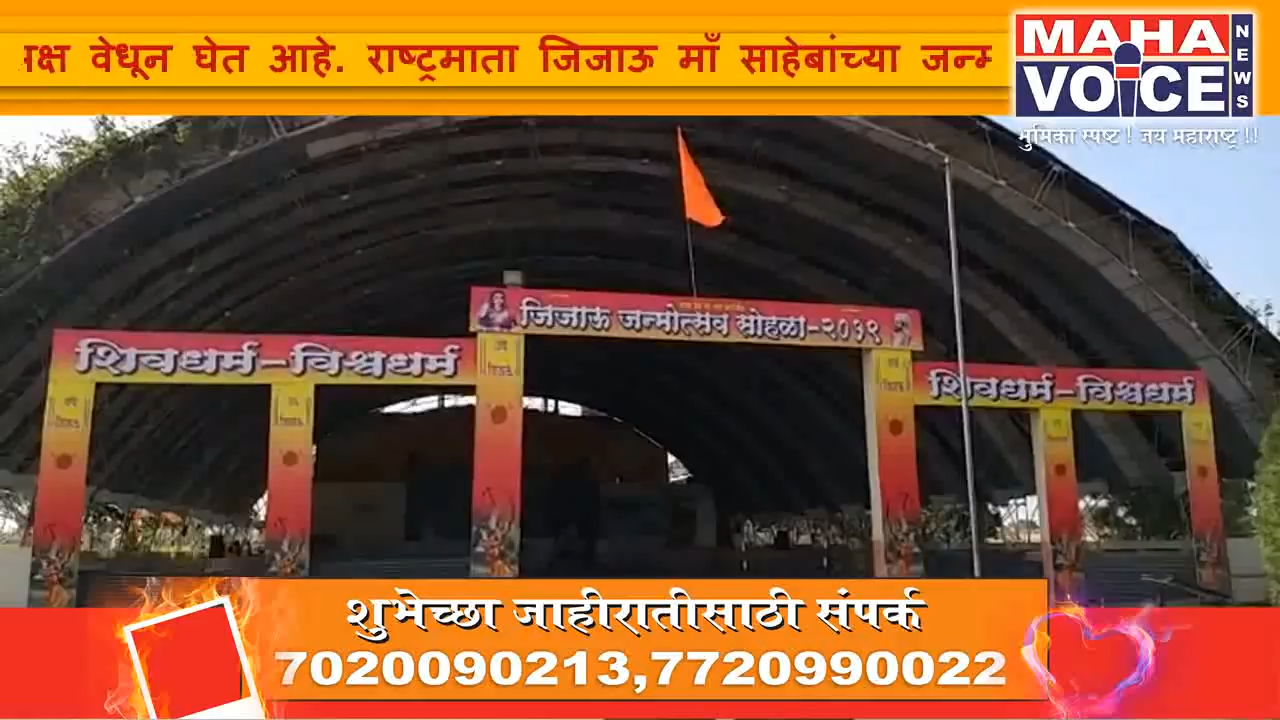 वेधून घेत आहे. राष्ट्रमाता जिजाऊ माँ साहेबांच्या जन्म
MAHA
VOICE
NEWS
भुमिका स्पष्ट ! जय महाराष्ट्र !!
जिजाऊ जन्मोत्सव सोहळा-२०१९
शिवधर्म-विश्वधर्म
शिवधर्म-विश्वधर्म
शुभेच्छा जाहीरातीसाठी संपर्क
7020090213,7720990022